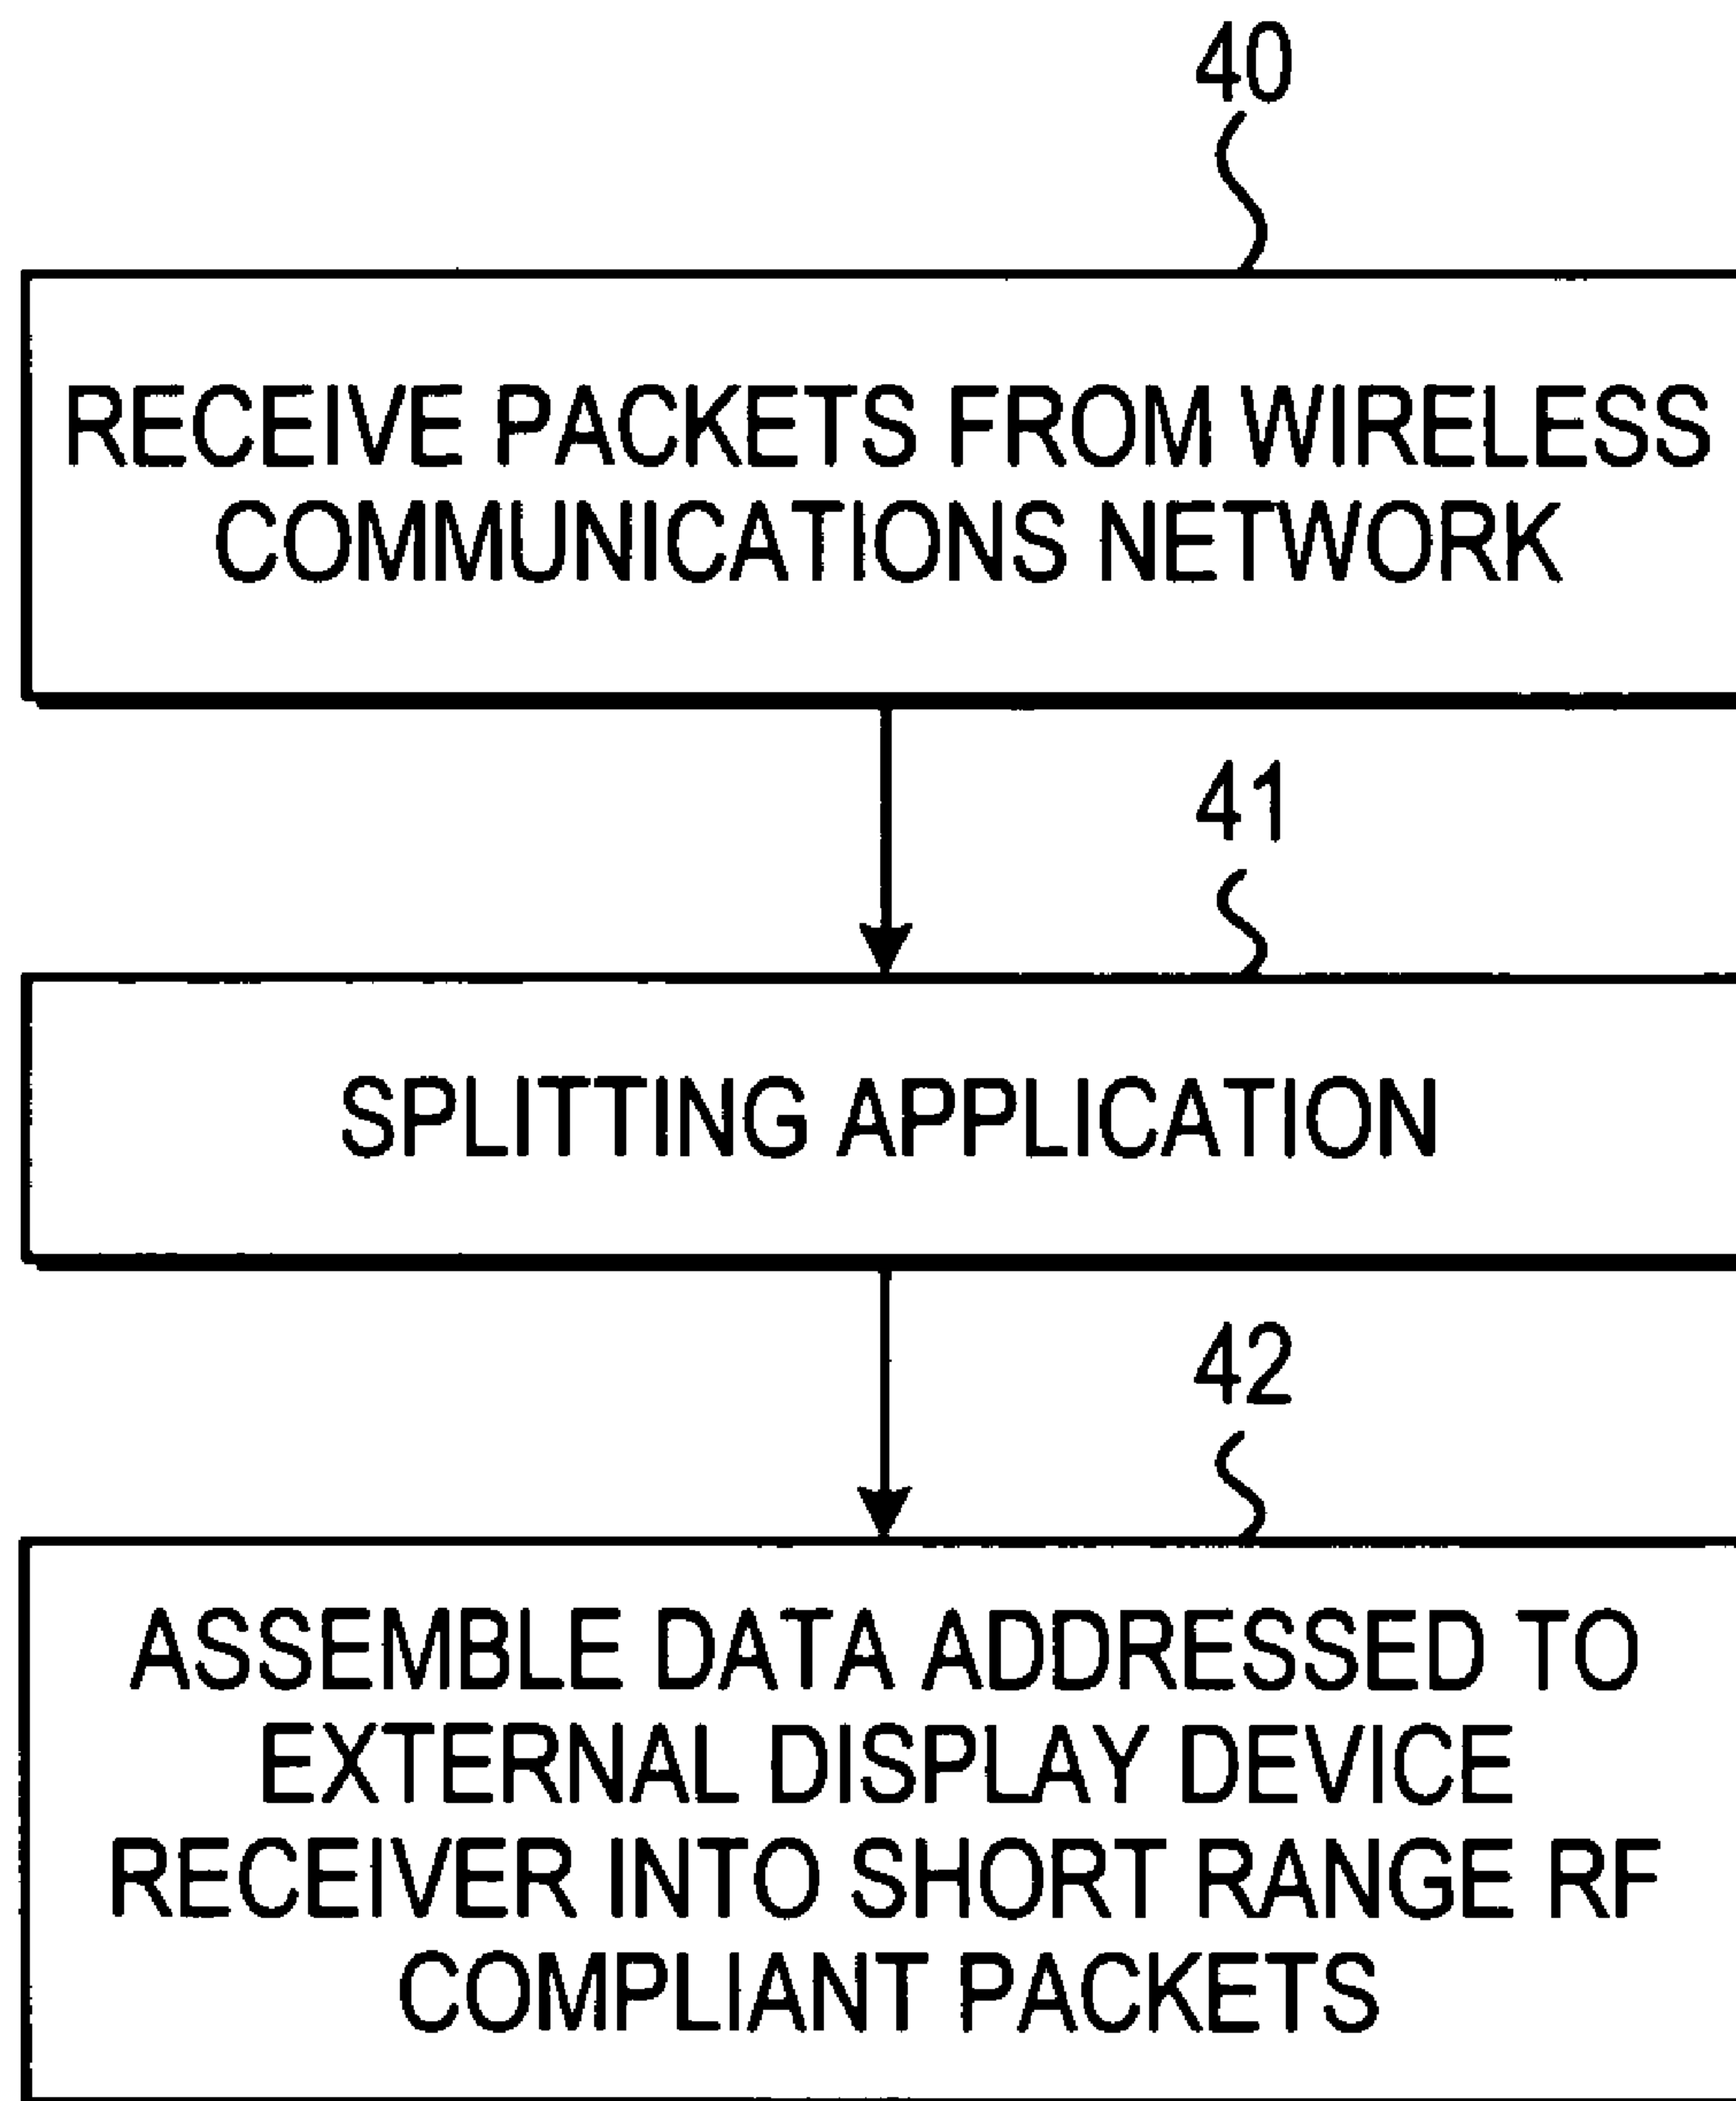 40
RECEIVE PACKETS FROM WIRELESS
COMMUNICATIONS NETWORK
41
SPLITTING APPLICATION
42
ASSEMBLE DATA ADDRESSED TO
EXTERNAL DISPLAY DEVICE
RECEIVER INTO SHORT RANGE RF
COMPLIANT PACKETS